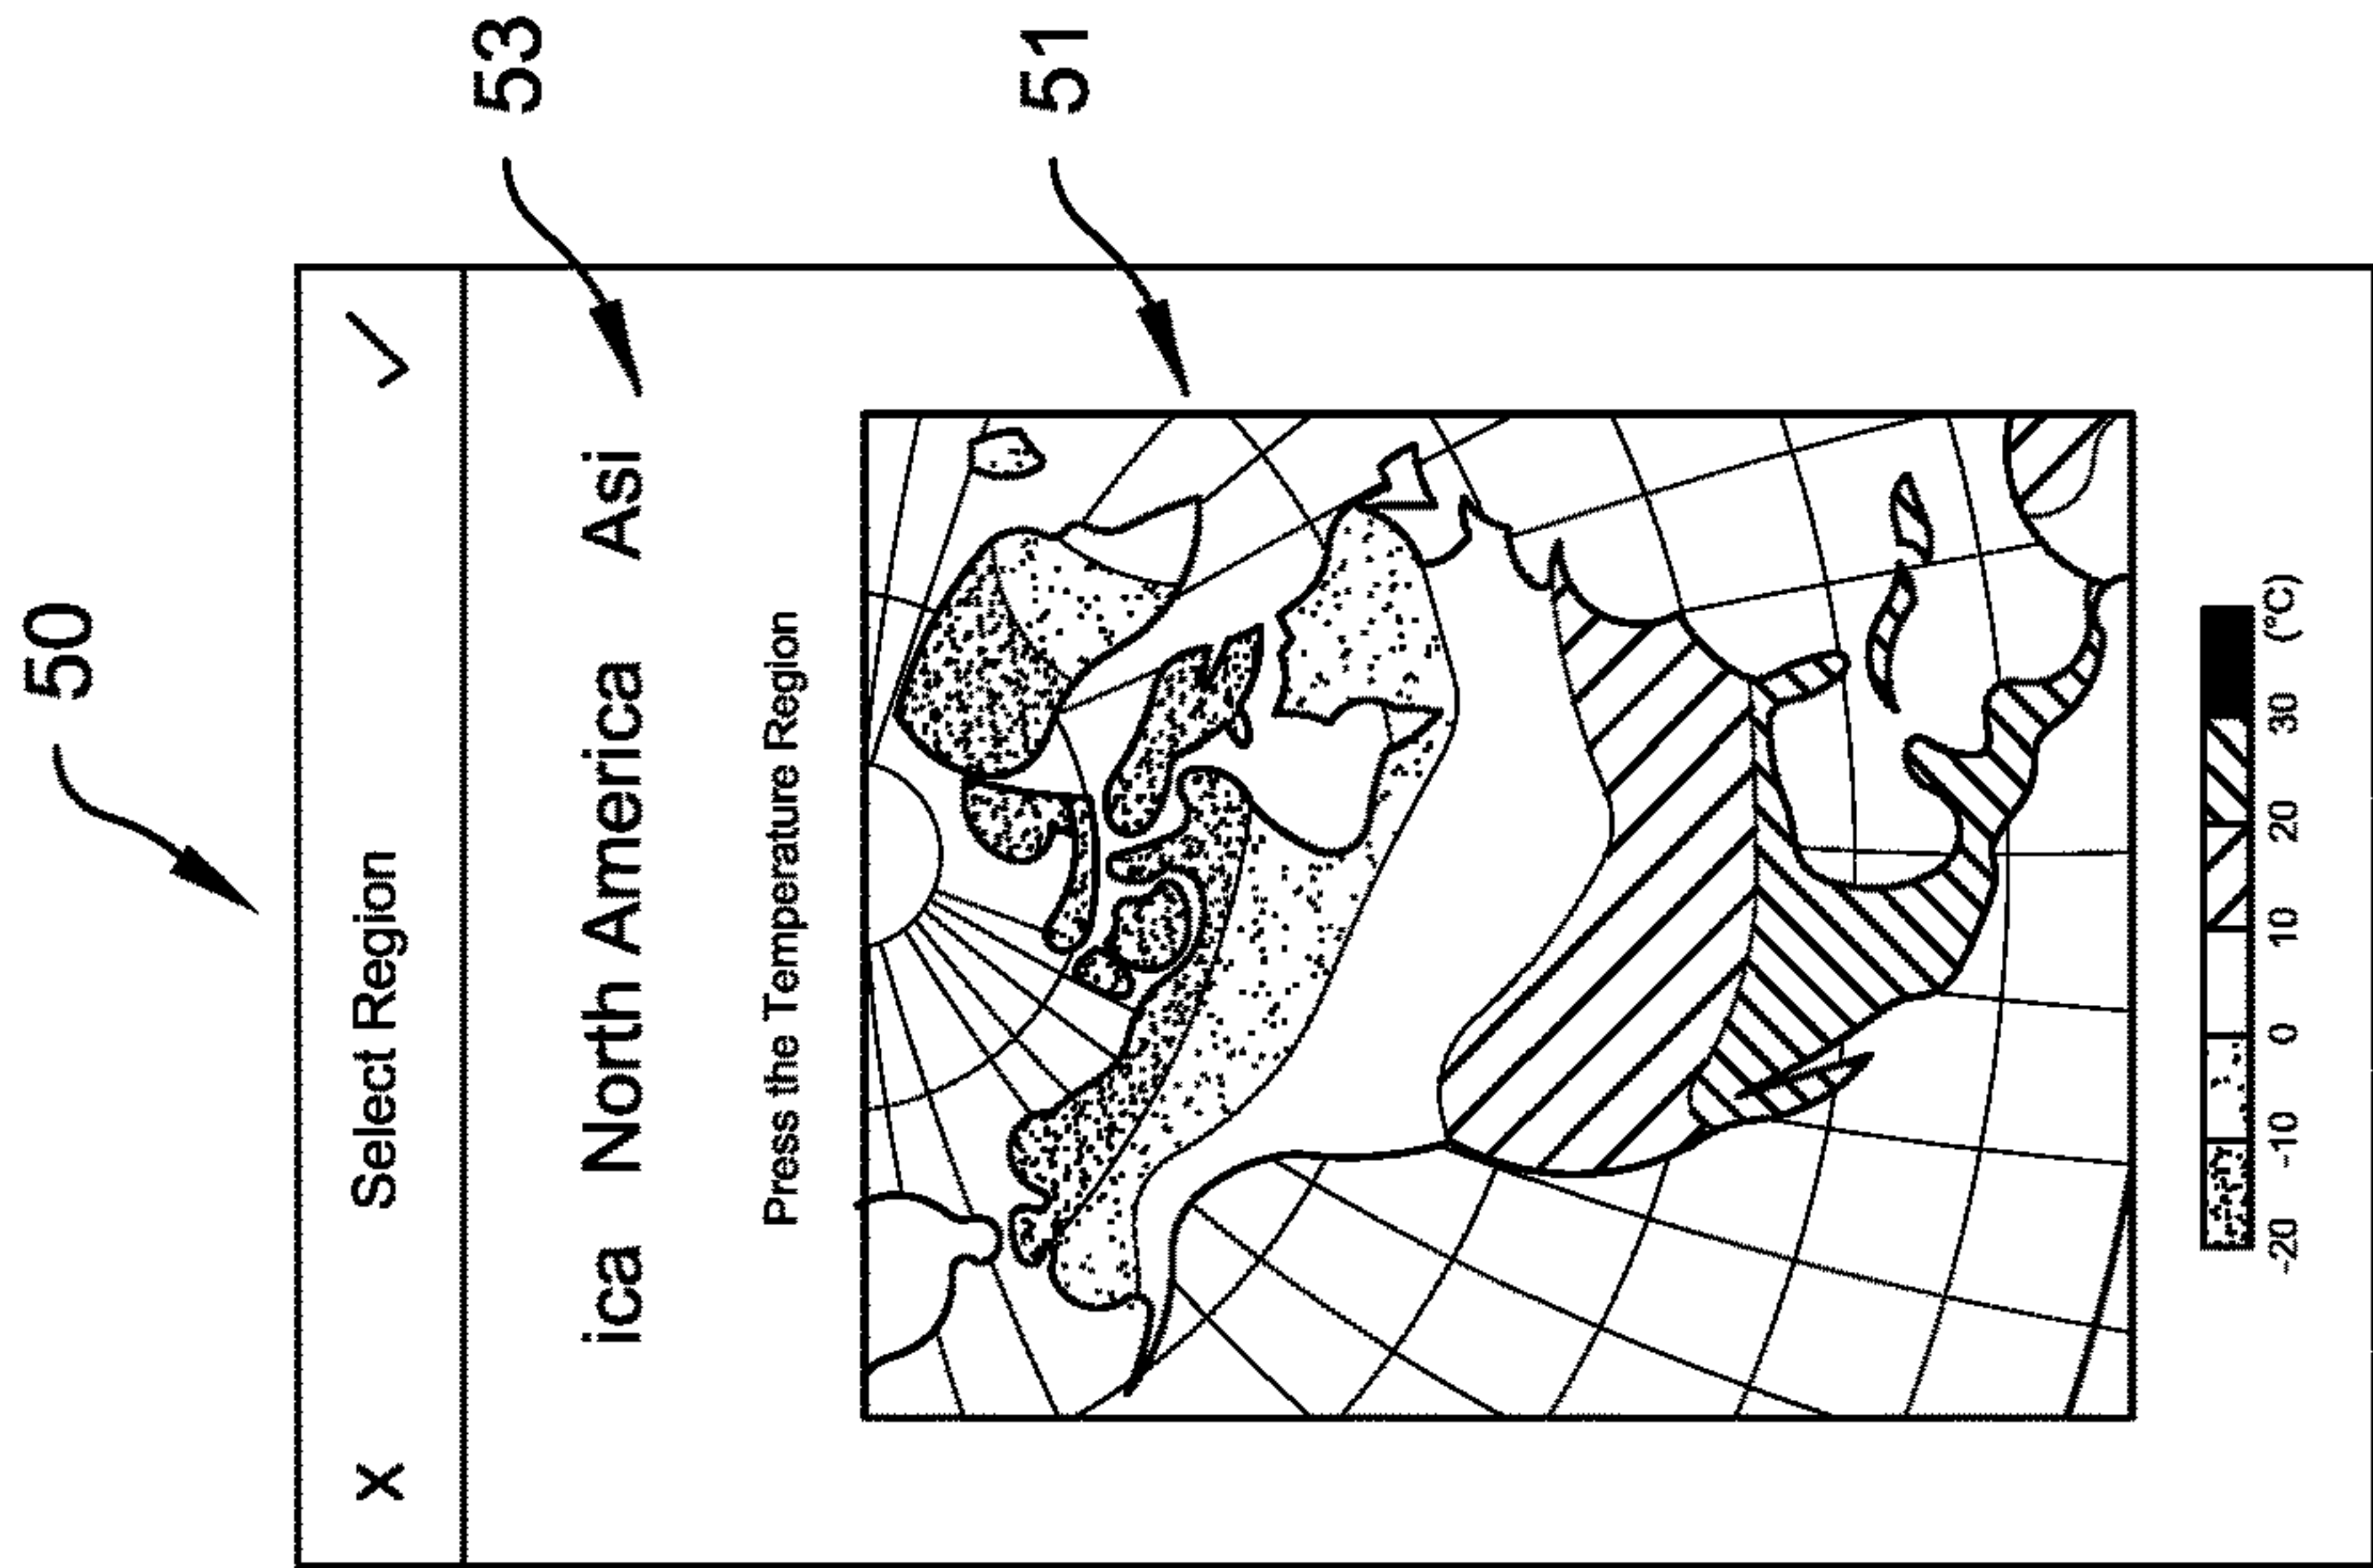 50
X Select Region ✓
53
ica North America Asi
Press the Temperature Region
51
-20 -10 0 10 20 30 (°C)